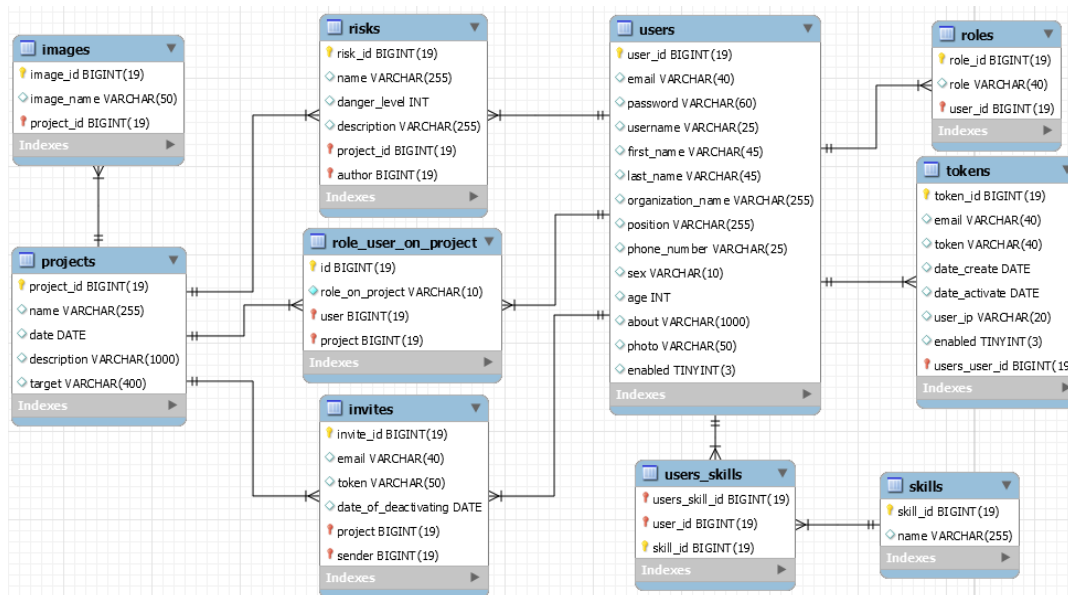 images
image_id BIGINT(19)
image_name VARCHAR(50)
project_id BIGINT(19)
Indexes
projects
project_id BIGINT(19)
name VARCHAR(255)
date DATE
description VARCHAR(1000)
target VARCHAR(400)
Indexes
risks
risk_id BIGINT(19)
name VARCHAR(255)
danger_level INT
description VARCHAR(255)
project_id BIGINT(19)
author BIGINT(19)
Indexes
role_user_on_project
id BIGINT(19)
role_on_project VARCHAR(10)
user BIGINT(19)
project BIGINT(19)
Indexes
invites
invite_id BIGINT(19)
email VARCHAR(40)
token VARCHAR(50)
date_of_deactivating DATE
project BIGINT(19)
sender BIGINT(19)
Indexes
users
user_id BIGINT(19)
email VARCHAR(40)
password VARCHAR(60)
username VARCHAR(25)
first_name VARCHAR(45)
last_name VARCHAR(45)
organization_name VARCHAR(255)
position VARCHAR(255)
phone_number VARCHAR(25)
sex VARCHAR(10)
age INT
about VARCHAR(1000)
photo VARCHAR(50)
enabled TINYINT(3)
Indexes
users_skills
users_skill_id BIGINT(19)
user_id BIGINT(19)
skill_id BIGINT(19)
Indexes
roles
role_id BIGINT(19)
role VARCHAR(40)
user_id BIGINT(19)
Indexes
tokens
token_id BIGINT(19)
email VARCHAR(40)
token VARCHAR(40)
date_create DATE
date_activate DATE
user_ip VARCHAR(20)
enabled TINYINT(3)
users_user_id BIGINT(19
Indexes
skills
skill_id BIGINT(19)
name VARCHAR(255)
Indexes